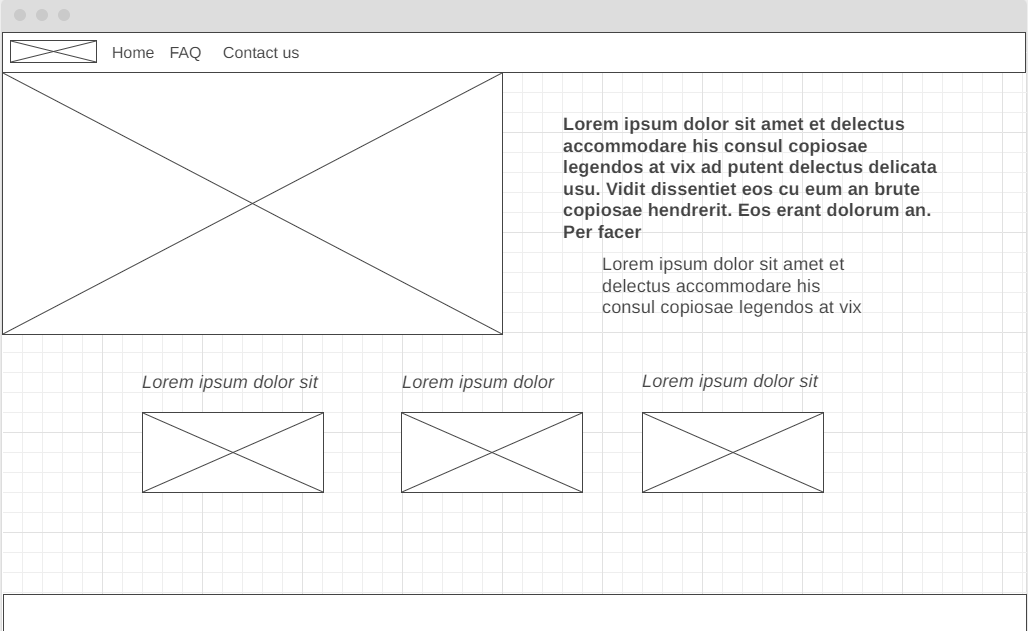 Home FAQ Contact us
Lorem ipsum dolor sit amet et delectus
accommodare his consul copiosae
legendos at vix ad putent delectus delicata
usu. Vidit dissentiet eos cu eum an brute
copiosae hendrerit. Eos erant dolorum an.
Per facer
Lorem ipsum dolor sit amet et
delectus accommodare his
consul copiosae legendos at vix
Lorem ipsum dolor sit
Lorem ipsum dolor
Lorem ipsum dolor sit